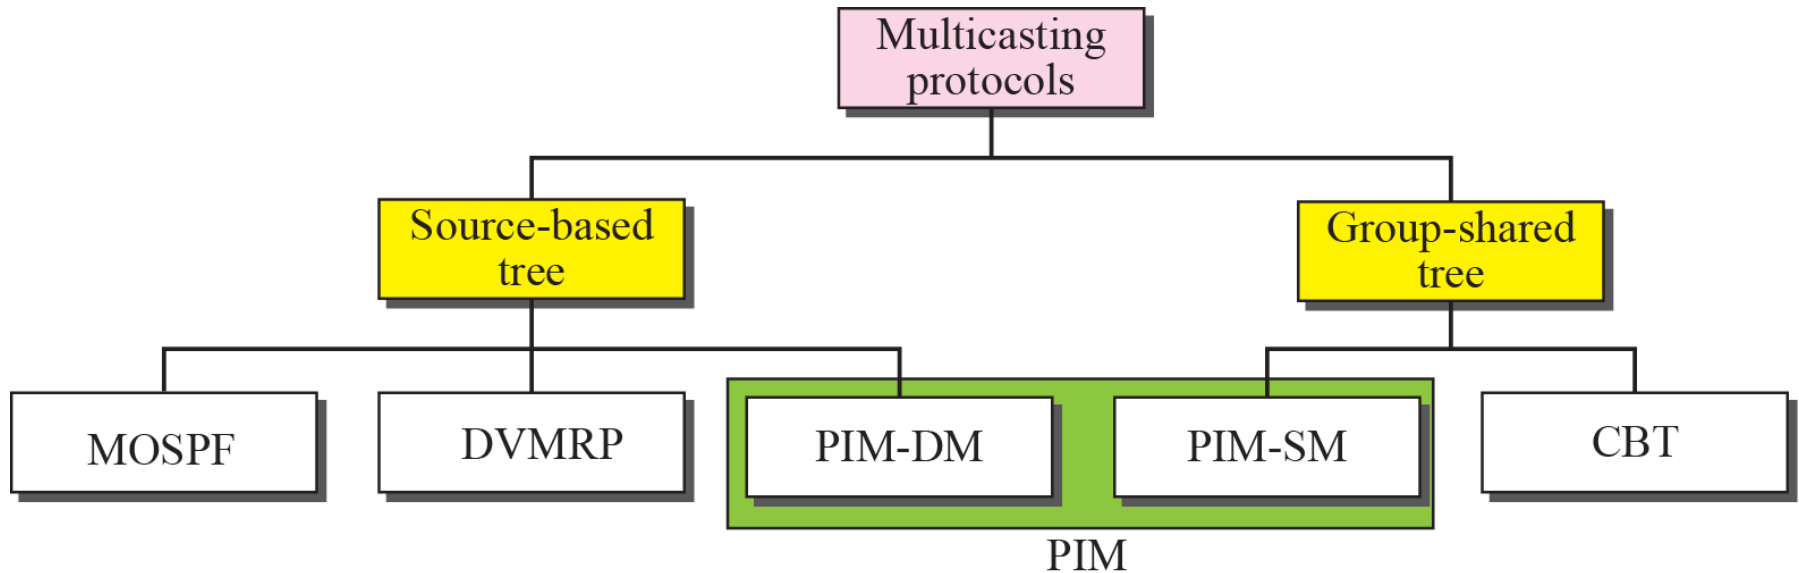 Multicasting
protocols
Source-based
tree
Group-shared
tree
MOSPF
DVMRP
PIM-DM
PIM-SM
CBT
PIM